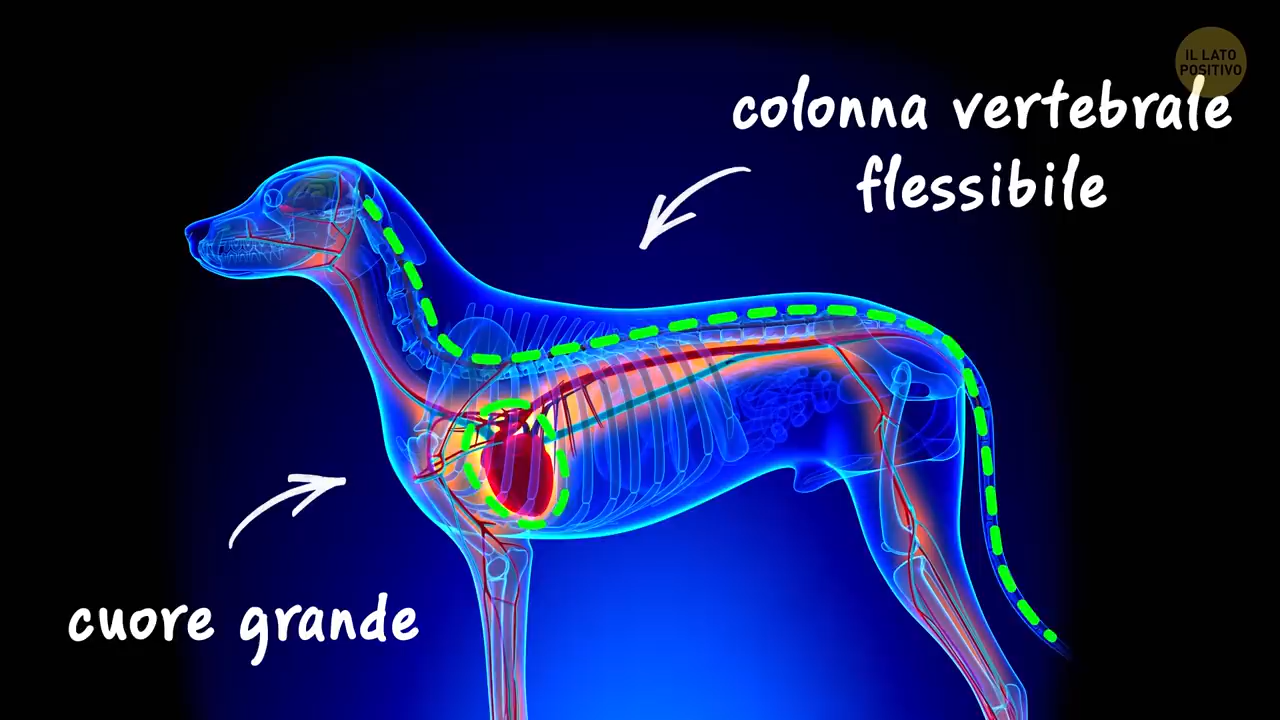 IL LATO
POSITIVO
colonna vertebrale
flessibile
cuore grande